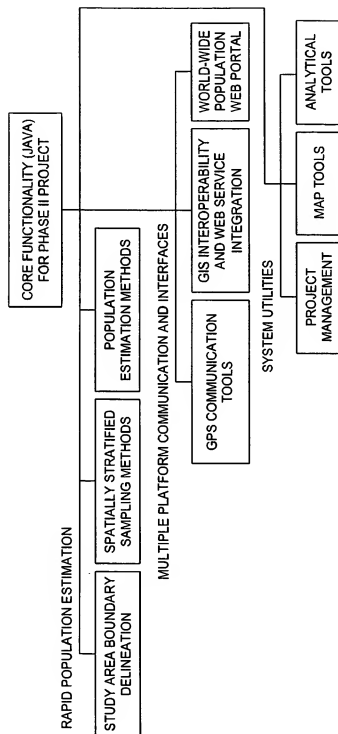 CORE FUNCTIONALITY (JAVA)
FOR PHASE II PROJECT
RAPID POPULATION ESTIMATION
STUDY AREA BOUNDARY
DELINEATION
SPATIALLY STRATIFIED
SAMPLING METHODS
POPULATION
ESTIMATION METHODS
MULTIPLE PLATFORM COMMUNICATION AND INTERFACES
GPS COMMUNICATION
TOOLS
GIS INTEROPERABILITY
AND WEB SERVICE
INTEGRATION
WORLD-WIDE
POPULATION
WEB PORTAL
SYSTEM UTILITIES
PROJECT
MANAGEMENT
MAP TOOLS
ANALYTICAL
TOOLS